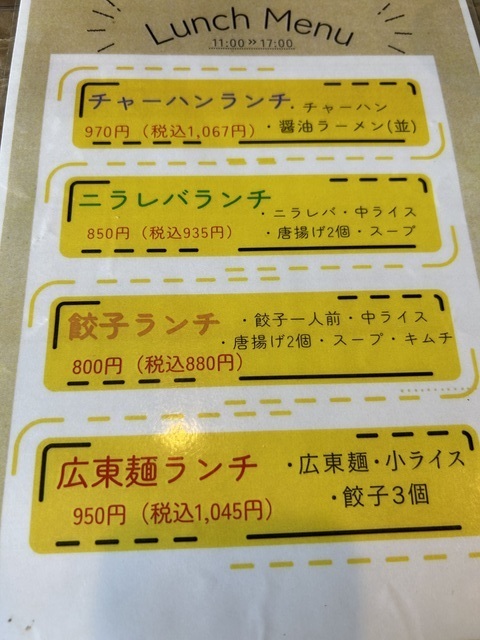 Lunch Menu
11:00 » 17:00
チャーハンランチ
・チャーハン
970円（税込1,067円）
・醤油ラーメン(並)
ニラレバランチ
・ニラレバ・中ライス
850円（税込935円）
・唐揚げ2個・スープ
餃子ランチ
・餃子一人前・中ライス
・唐揚げ2個・スープ・キムチ
800円（税込880円）
広東麺ランチ
・広東麺・小ライス
950円（税込1,045円）
・餃子3個